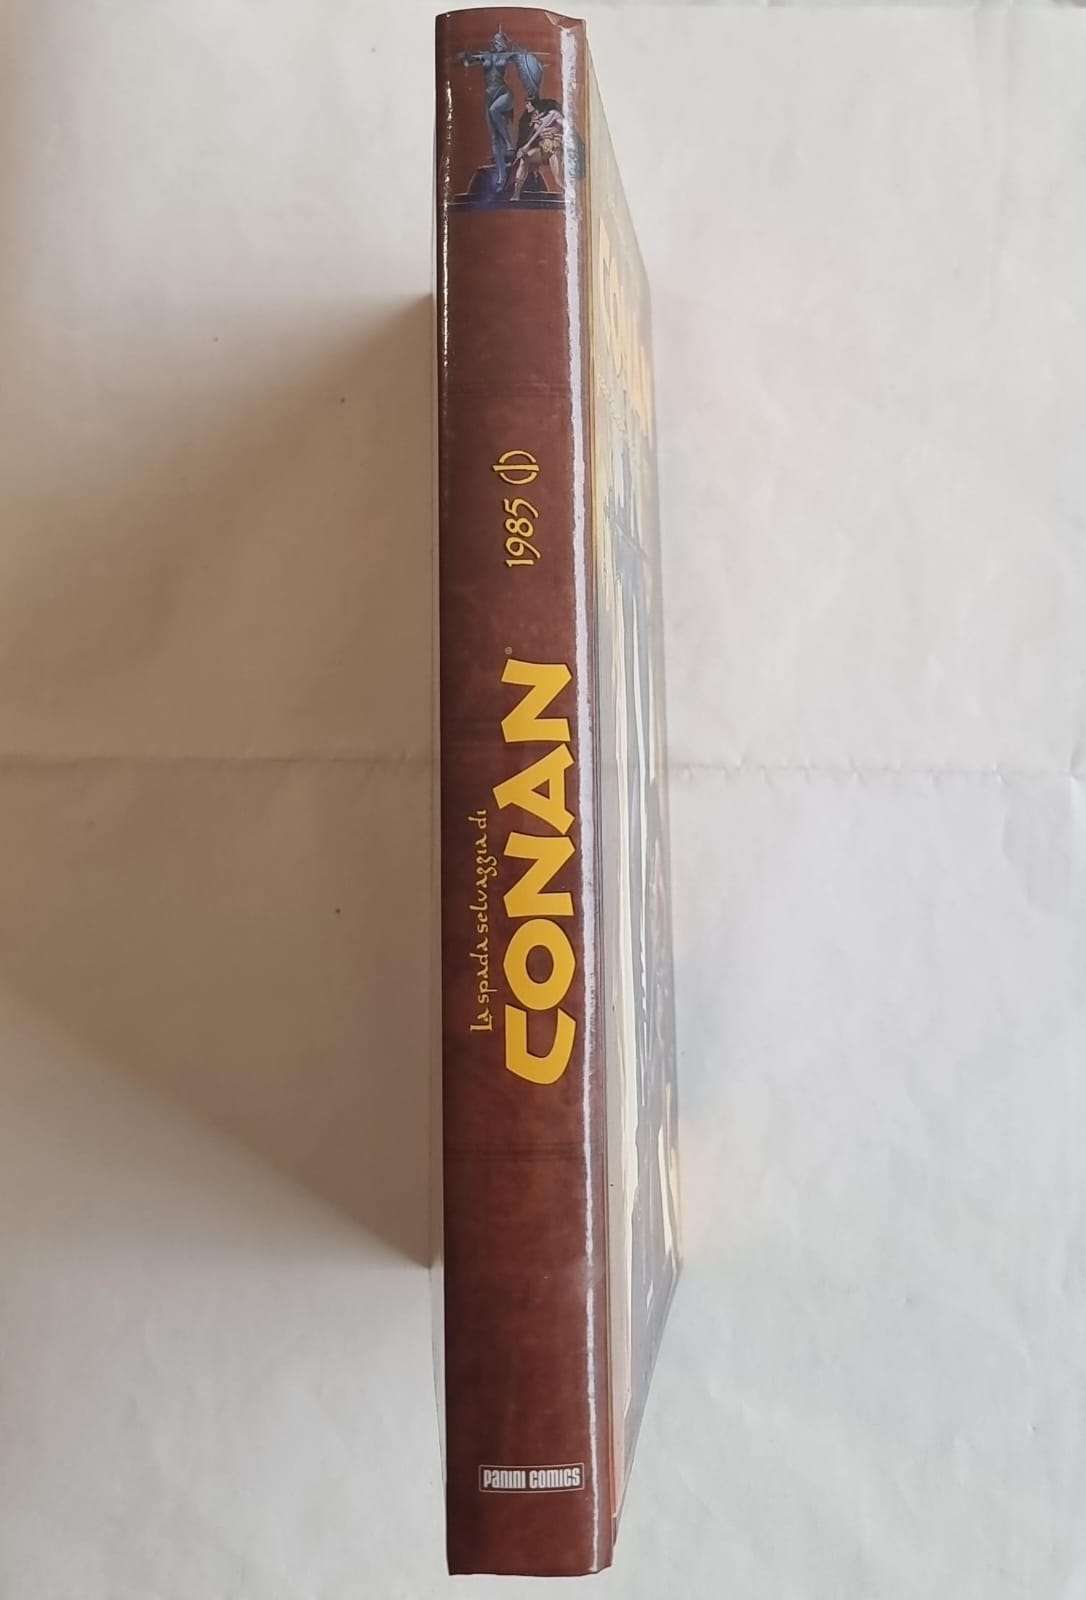 La spada selvaggia di
CONAN®
1985 (I)
PANINI COMICS